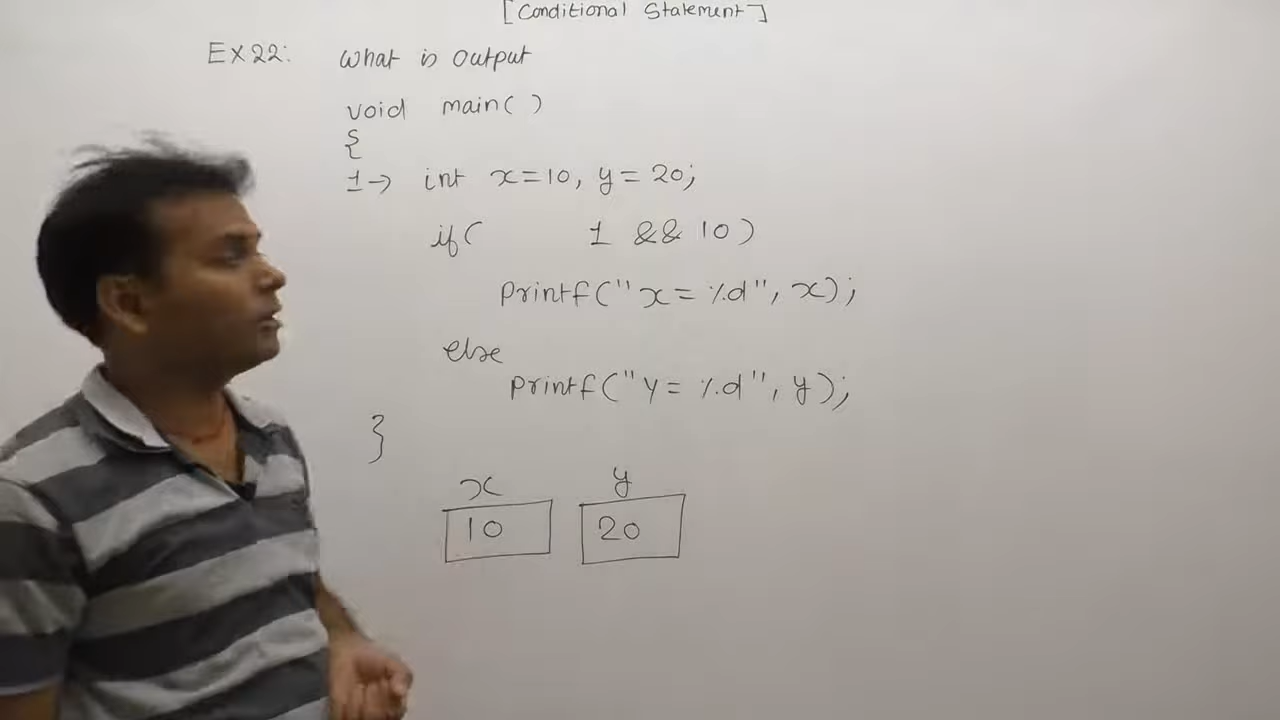 [Conditional Statement]
EX22: What is output
void main( )
{
1→ int x=10, y=20;
if( 1 && 10)
printf("x=%d", x);
else
printf("y=%d", y);
}
x y
10 20